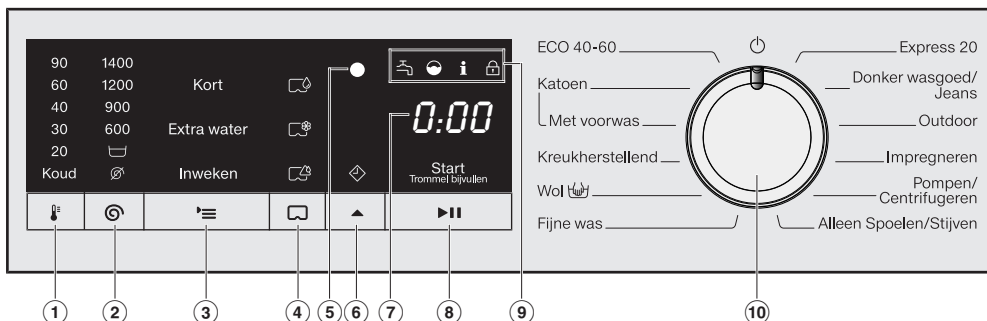 90 1400
60 1200 Kort
40 900
30 600 Extra water
20
Koud Inweken
0:00
Start
Trommel bijvullen
ECO 40-60
Katoen
Met voorwas
Kreukherstellend
Wol
Fijne was
Express 20
Donker wasgoed/
Jeans
Outdoor
Impregneren
Pompen/
Centrifugeren
Alleen Spoelen/Stijven
1 2 3 4 5 6 7 8 9 10